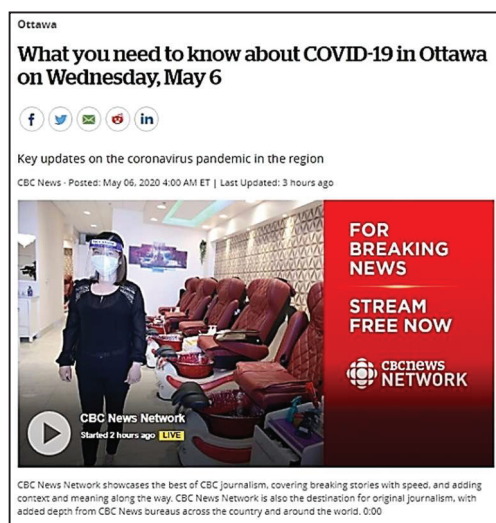 Ottawa
What you need to know about COVID-19 in Ottawa
on Wednesday, May 6
Key updates on the coronavirus pandemic in the region
CBC News · Posted: May 06, 2020 4:00 AM ET | Last Updated: 3 hours ago
FOR
BREAKING
NEWS
STREAM
FREE NOW
CBCnews
NETWORK
CBC News Network
Started 2 hours ago LIVE
CBC News Network showcases the best of CBC journalism, covering breaking stories with speed, and adding
context and meaning along the way. CBC News Network is also the destination for original journalism, with
added depth from CBC News bureaus across the country and around the world. 0:00